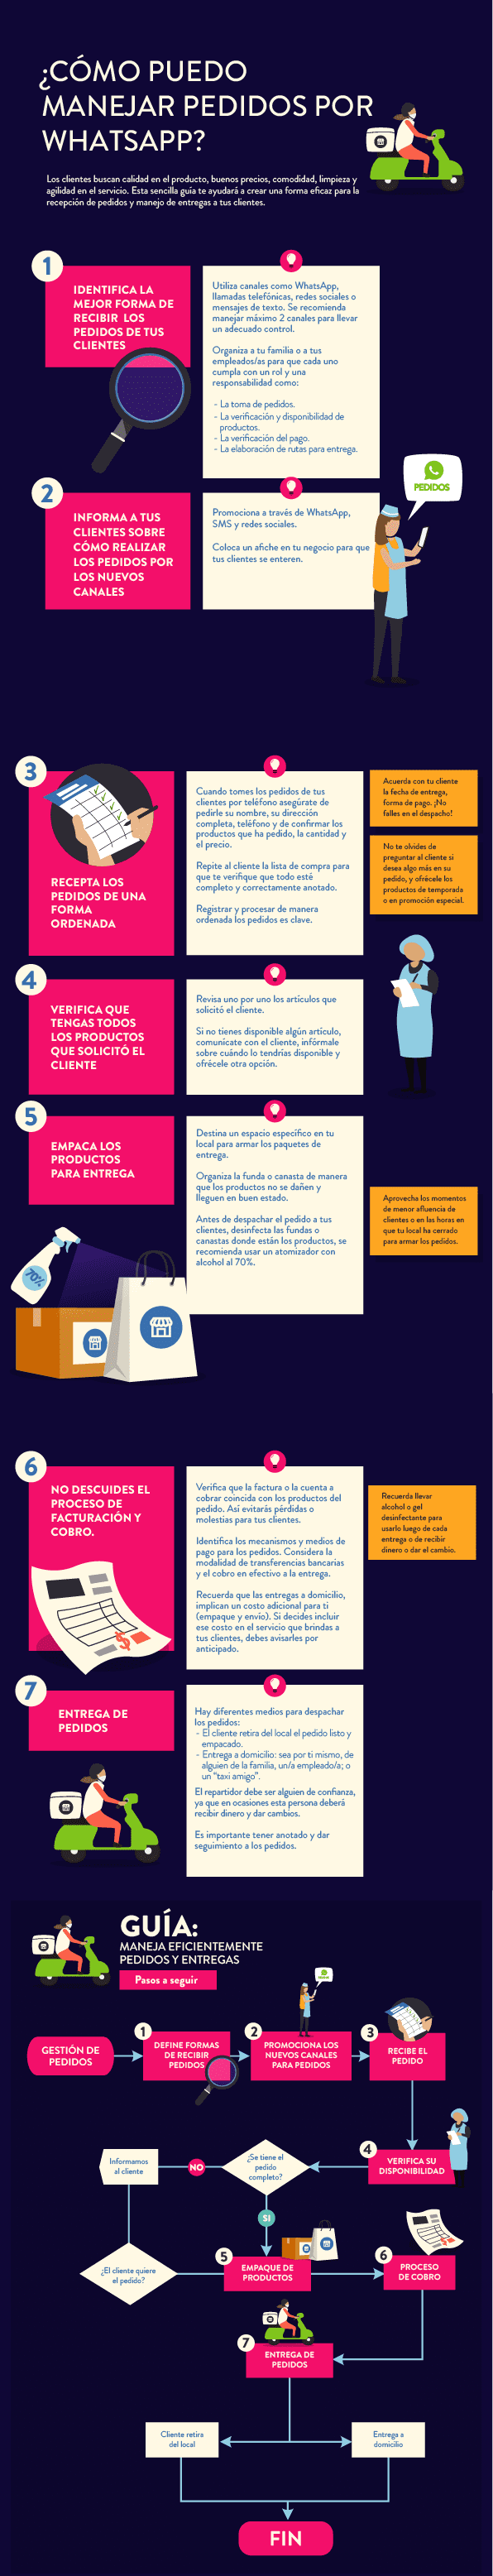 ¿CÓMO PUEDO
MANEJAR PEDIDOS POR
WHATSAPP?
Los clientes buscan calidad en el producto, buenos precios, comodidad, limpieza y
agilidad en el servicio. Esta sencilla guía te ayudará a crear una forma eficaz para la
recepción de pedidos y manejo de entregas a tus clientes.
1
IDENTIFICA LA
MEJOR FORMA DE
RECIBIR LOS
PEDIDOS DE TUS
CLIENTES
Utiliza canales como WhatsApp,
llamadas telefónicas, redes sociales o
mensajes de texto. Se recomienda
manejar máximo 2 canales para llevar
un adecuado control.
Organiza a tu familia o a tus
empleados/as para que cada uno
cumpla con un rol y una
responsabilidad como:
- La toma de pedidos.
- La verificación y disponibilidad de
productos.
- La verificación del pago.
- La elaboración de rutas para entrega.
PEDIDOS
2
INFORMA A TUS
CLIENTES SOBRE
CÓMO REALIZAR
LOS PEDIDOS POR
LOS NUEVOS
CANALES
Promociona a través de WhatsApp,
SMS y redes sociales.
Coloca un afiche en tu negocio para que
tus clientes se enteren.
3
RECEPTA LOS
PEDIDOS DE UNA
FORMA
ORDENADA
Cuando tomes los pedidos de tus
clientes por teléfono asegúrate de
pedirle su nombre, su dirección
completa, teléfono y de confirmar los
productos que ha pedido, la cantidad y
el precio.
Repite al cliente la lista de compra para
que te verifique que todo esté
completo y correctamente anotado.
Registrar y procesar de manera
ordenada los pedidos es clave.
Acuerda con tu cliente
la fecha de entrega,
forma de pago. ¡No
falles en el despacho!
No te olvides de
preguntar al cliente si
desea algo más en su
pedido, y ofrécele los
productos de temporada
o en promoción especial.
4
VERIFICA QUE
TENGAS TODOS
LOS PRODUCTOS
QUE SOLICITÓ EL
CLIENTE
Revisa uno por uno los artículos que
solicitó el cliente.
Si no tienes disponible algún artículo,
comunícate con el cliente, infórmale
sobre cuándo lo tendrías disponible y
ofrécele otra opción.
5
EMPACA LOS
PRODUCTOS
PARA ENTREGA
Destina un espacio específico en tu
local para armar los paquetes de
entrega.
Organiza la funda o canasta de manera
que los productos no se dañen y
lleguen en buen estado.
Antes de despachar el pedido a tus
clientes, desinfecta las fundas o
canastas donde están los productos, se
recomienda usar un atomizador con
alcohol al 70%.
Aprovecha los momentos
de menor afluencia de
clientes o en las horas en
que tu local ha cerrado
para armar los pedidos.
70%
6
NO DESCUIDES EL
PROCESO DE
FACTURACIÓN Y
COBRO.
$
Verifica que la factura o la cuenta a
cobrar coincida con los productos del
pedido. Así evitarás pérdidas o
molestias para tus clientes.
Identifica los mecanismos y medios de
pago para los pedidos. Considera la
modalidad de transferencias bancarias
y el cobro en efectivo a la entrega.
Recuerda que las entregas a domicilio,
implican un costo adicional para ti
(empaque y envío). Si decides incluir
ese costo en el servicio que brindas a
tus clientes, debes avisarles por
anticipado.
Recuerda llevar
alcohol o gel
desinfectante para
usarlo luego de cada
entrega o de recibir
dinero o dar el cambio.
7
ENTREGA DE
PEDIDOS
Hay diferentes medios para despachar
los pedidos:
- El cliente retira del local el pedido listo y
empacado.
- Entrega a domicilio: sea por ti mismo, de
alguien de la familia, un/a empleado/a; o
un "taxi amigo".
El repartidor debe ser alguien de confianza,
ya que en ocasiones esta persona deberá
recibir dinero y dar cambios.
Es importante tener anotado y dar
seguimiento a los pedidos.
GUÍA:
MANEJA EFICIENTEMENTE
PEDIDOS Y ENTREGAS
Pasos a seguir
GESTIÓN DE
PEDIDOS
1
DEFINE FORMAS
DE RECIBIR
PEDIDOS
2
PROMOCIONA LOS
NUEVOS CANALES
PARA PEDIDOS
3
RECIBE EL
PEDIDO
4
VERIFICA SU
DISPONIBILIDAD
¿Se tiene el
pedido
completo?
NO
Informamos
al cliente
SI
¿El cliente quiere
el pedido?
5
EMPAQUE DE
PRODUCTOS
6
PROCESO
DE COBRO
7
ENTREGA DE
PEDIDOS
Cliente retira
del local
Entrega a
domicilio
FIN